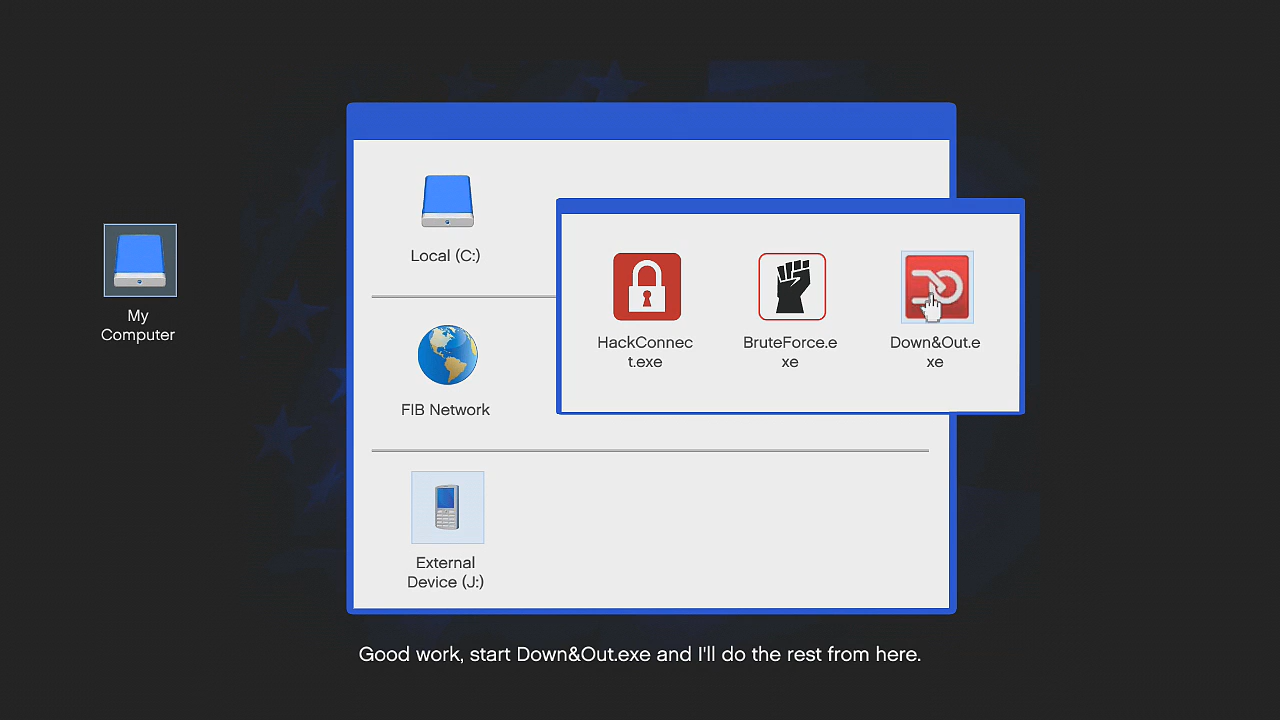 My
Computer
Local (C:)
FIB Network
External
Device (J:)
HackConnec
t.exe
BruteForce.e
xe
Down&Out.e
xe
Good work, start Down&Out.exe and I'll do the rest from here.